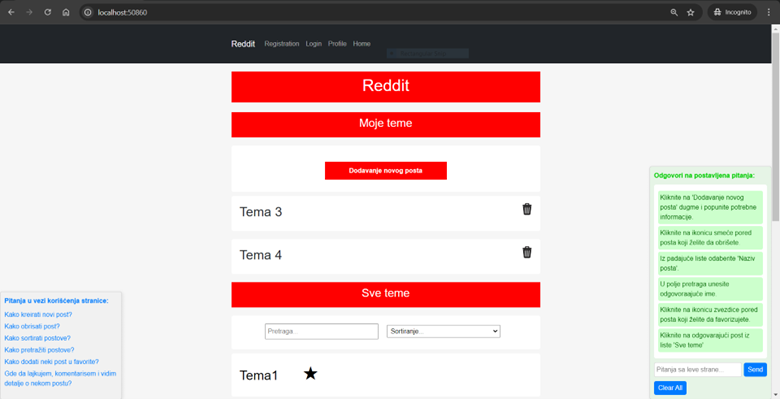 localhost:50860
Incognito
Reddit Registration Login Profile Home
Reddit
Moje teme
Dodavanje novog posta
Tema 3
Tema 4
Sve teme
Pretraga...
Sortiranje...
Tema1
Pitanja u vezi korišćenja stranice:
Kako kreirati novi post?
Kako obrisati post?
Kako sortirati postove?
Kako pretražiti postove?
Kako dodati neki post u favorite?
Gde da lajkujem, komentarisem i vidim
detalje o nekom postu?
Odgovori na postavljena pitanja:
Kliknite na 'Dodavanje novog
posta' dugme i popunite potrebne
informacije.
Kliknite na ikonicu smeće pored
posta koji želite da obrišete.
Iz padajuće liste odaberite 'Naziv
posta'.
U polje pretraga unesite
odgovoraajuće ime.
Kliknite na ikonicu zvezdice pored
posta koji želite da favorizujete.
Kliknite na odgovarajući post iz
liste 'Sve teme'
Pitanja sa leve strane...
Send
Clear All